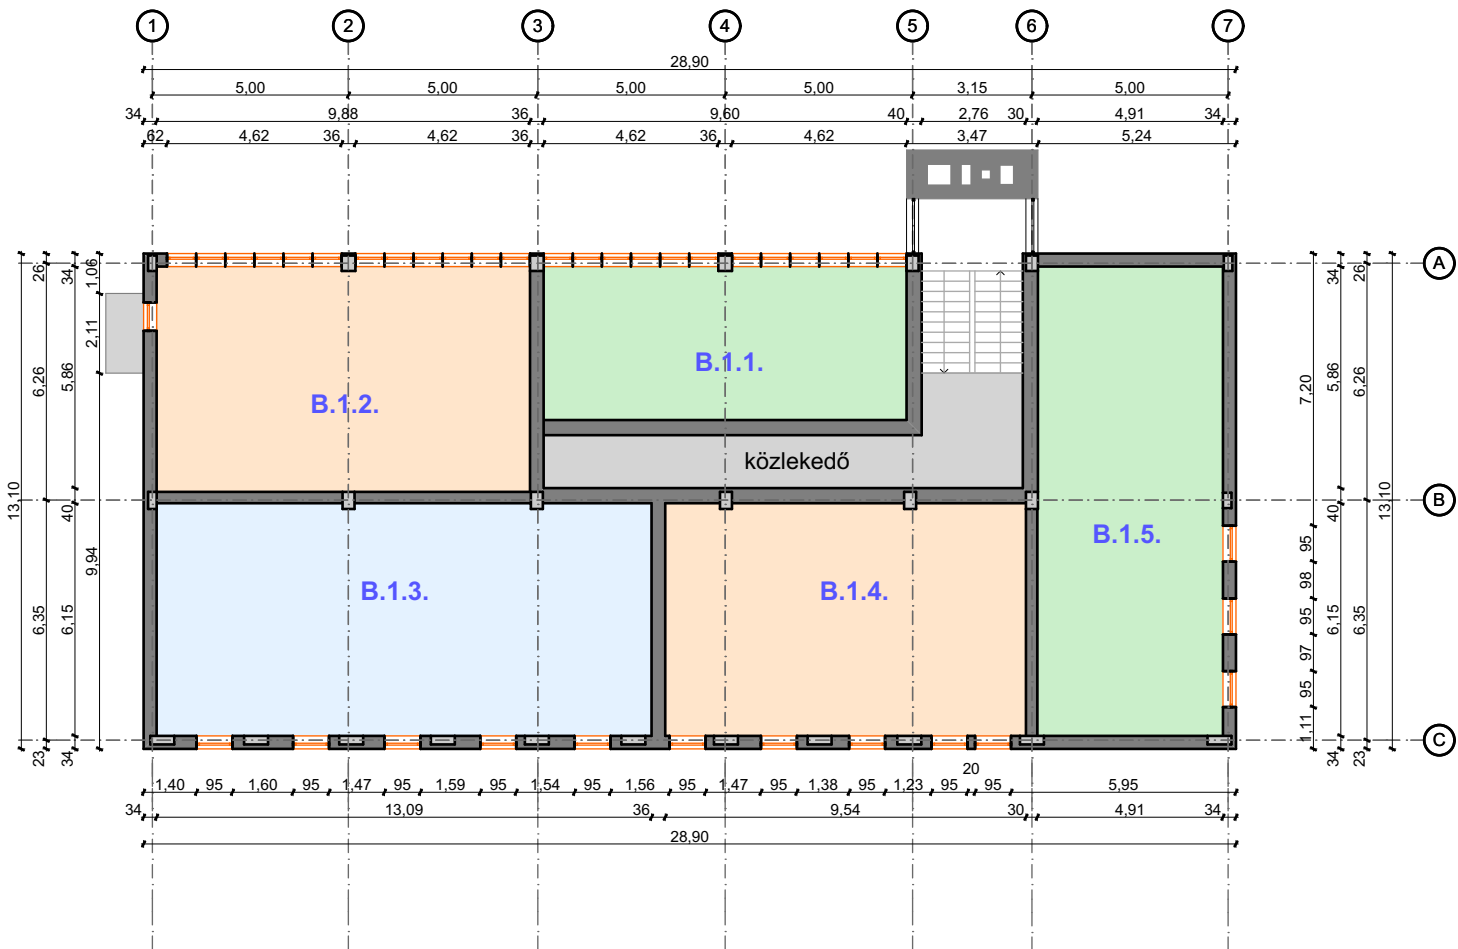 1 2 3 4 5 6 7
28,90
5,00 5,00 5,00 5,00 3,15 5,00
34 9,88 36 9,60 40 2,76 30 4,91 34
62 4,62 36 4,62 36 4,62 36 4,62 3,47 5,24
A
B
C
13,10
26 6,26 6,35 23
34 5,86 40 6,15 34
1,06 2,11 9,94
B.1.1.
B.1.2.
közlekedő
B.1.3.
B.1.4.
B.1.5.
7,20 95 98 95 97 95 1,11
34 5,86 40 6,15 34
26 6,26 6,35 23
13,10
20
1,40 95 1,60 95 1,47 95 1,59 95 1,54 95 1,56 95 1,47 95 1,38 95 1,23 95 95 5,95
34 13,09 36 9,54 30 4,91 34
28,90